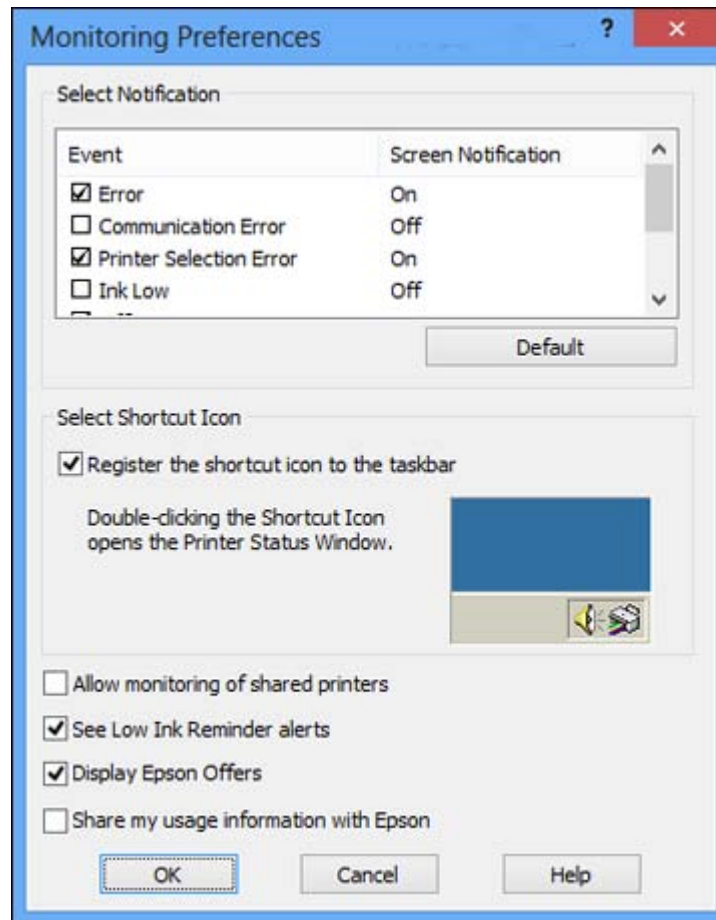 Monitoring Preferences ?
Select Notification
Event Screen Notification
Error On
Communication Error Off
Printer Selection Error On
Ink Low Off
Default
Select Shortcut Icon
Register the shortcut icon to the taskbar
Double-clicking the Shortcut Icon
opens the Printer Status Window.
Allow monitoring of shared printers
See Low Ink Reminder alerts
Display Epson Offers
Share my usage information with Epson
OK Cancel Help